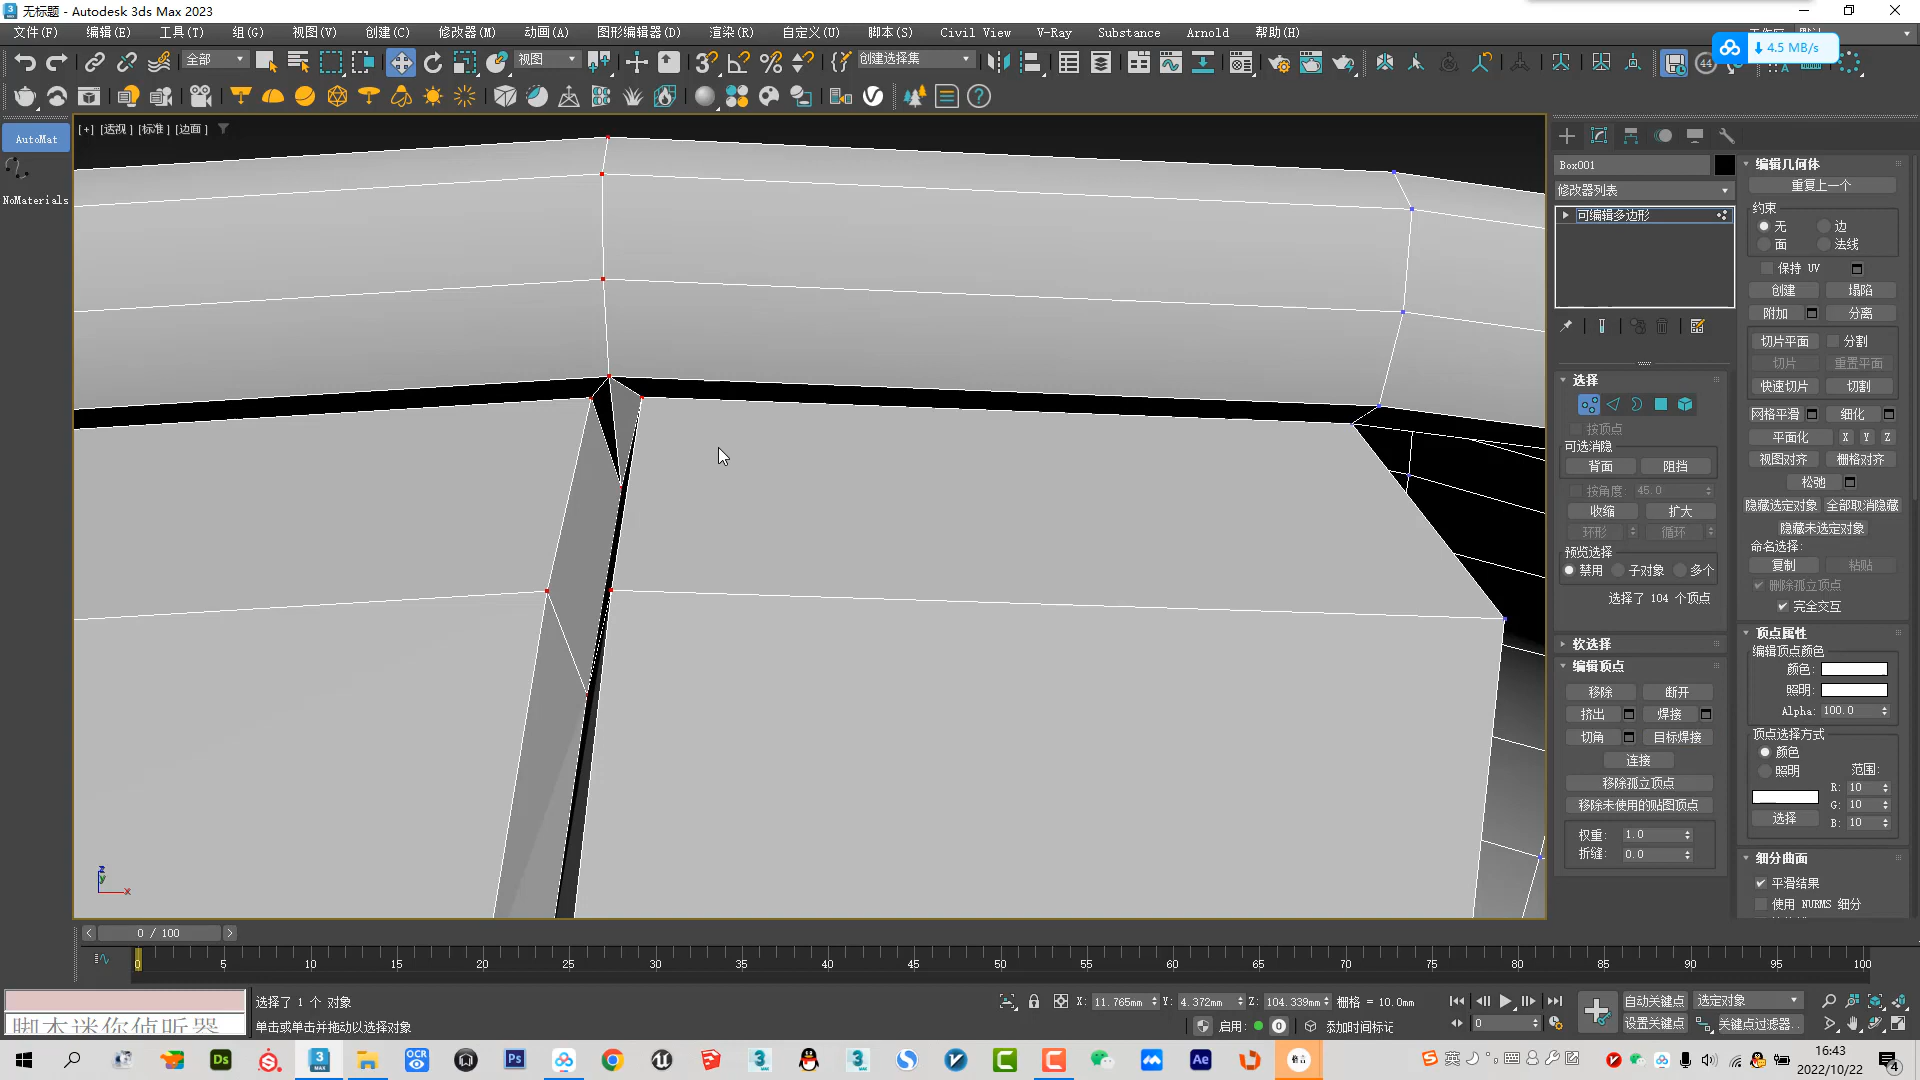 无标题 - Autodesk 3ds Max 2023
文件(F) 编辑(E) 工具(T) 组(G) 视图(V) 创建(C) 修改器(M) 动画(A) 图形编辑器(D) 渲染(R) 自定义(U) 脚本(S) Civil View V-Ray Substance Arnold 帮助(H)
4.5 MB/s
全部 视图 创建选择集 44
AutoMat
NoMaterials
[+] [透视] [标准] [边面]
Box001
修改器列表
可编辑多边形
选择
按顶点
可选消隐
背面 阻挡
按角度: 45.0
收缩 扩大
环形 循环
预览选择
禁用 子对象 多个
选择了 104 个顶点
软选择
编辑顶点
移除 断开
挤出 焊接
切角 目标焊接
连接
移除孤立顶点
移除未使用的贴图顶点
权重: 1.0
折缝: 0.0
编辑几何体
重复上一个
约束
无 边
面 法线
保持 UV
创建 塌陷
附加 分离
切片平面 分割
切片 重置平面
快速切片 切割
网格平滑 细化
平面化 X Y Z
视图对齐 栅格对齐
松弛
隐藏选定对象 全部取消隐藏
隐藏未选定对象
命名选择:
复制 粘贴
删除孤立顶点
完全交互
顶点属性
编辑顶点颜色
颜色:
照明:
Alpha: 100.0
顶点选择方式
颜色
照明 范围:
R: 10
G: 10
选择 B: 10
细分曲面
平滑结果
使用 NURMS 细分
z
y
x
0 / 100
0 5 10 15 20 25 30 35 40 45 50 55 60 65 70 75 80 85 90 95 100
脚本迷你侦听器
选择了 1 个 对象
单击或单击并拖动以选择对象
X: 11.765mm Y: 4.372mm Z: 104.339mm 栅格 = 10.0mm
启用: 0 添加时间标记
0
自动关键点 选定对象
设置关键点 关键点过滤器...
Ds 3 MAX OCR Ps Ae
英
16:43
2022/10/22
4